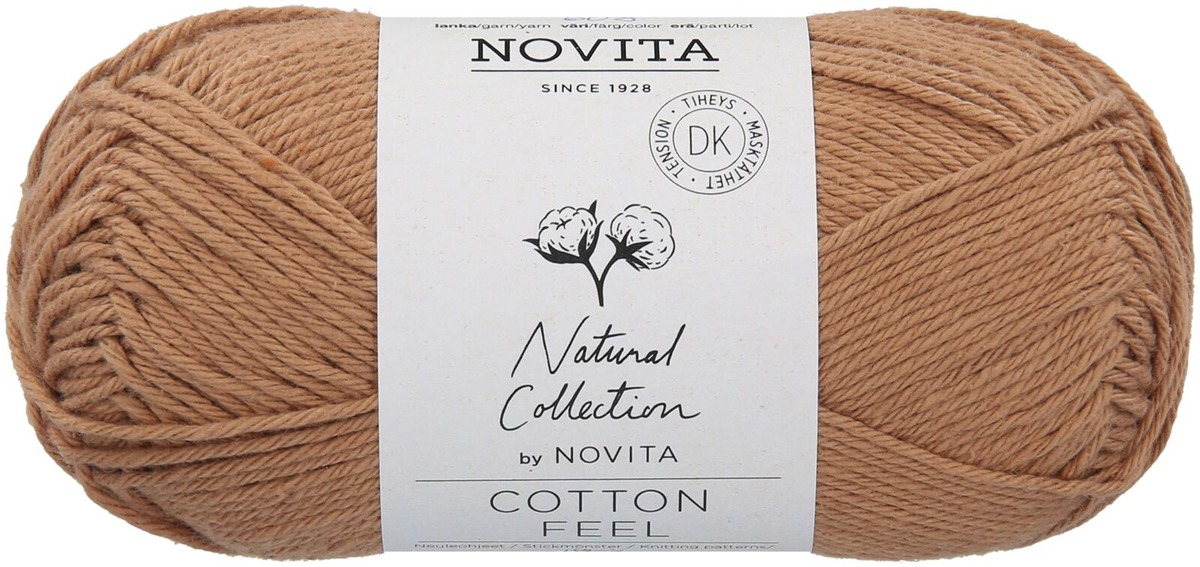 lanka/garn/yarn väri/färg/color erä/parti/lot
NOVITA
SINCE 1928
TIHEYS · MASKTÄTHET · TENSION ·
DK
Natural
Collection
by NOVITA
COTTON
FEEL
Neuleohjeet / Stickmönster / Knitting patterns/